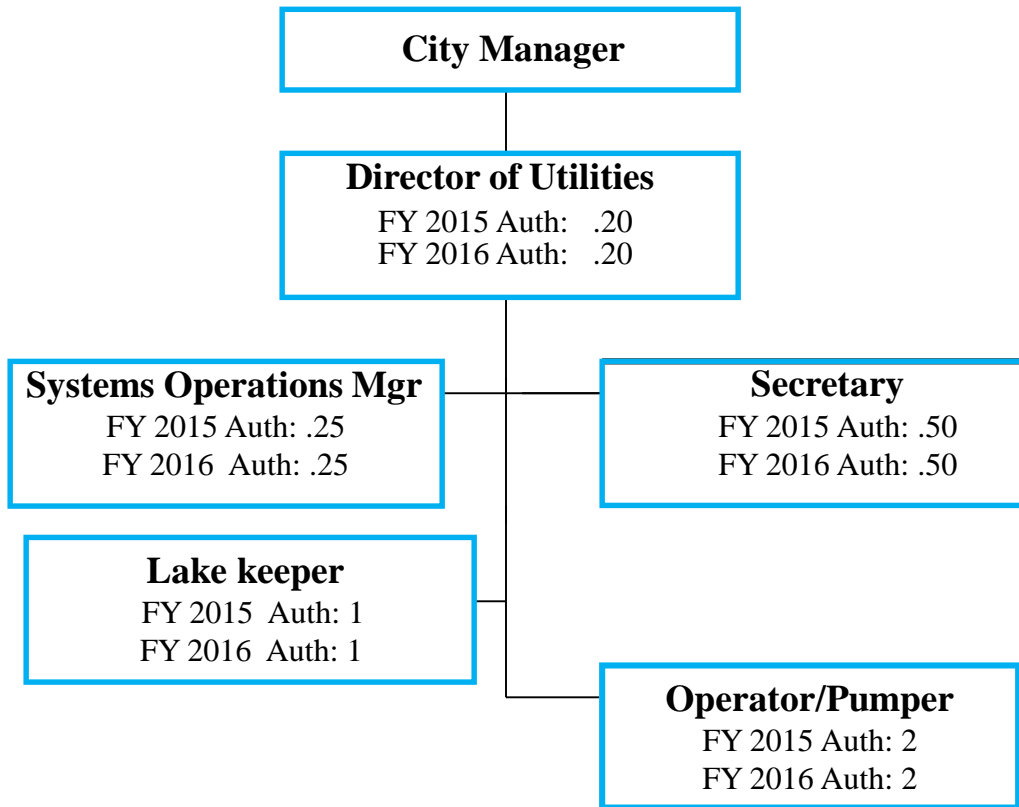 City Manager
Director of Utilities
FY 2015 Auth: .20
FY 2016 Auth: .20
Systems Operations Mgr
FY 2015 Auth: .25
FY 2016 Auth: .25
Secretary
FY 2015 Auth: .50
FY 2016 Auth: .50
Lake keeper
FY 2015 Auth: 1
FY 2016 Auth: 1
Operator/Pumper
FY 2015 Auth: 2
FY 2016 Auth: 2